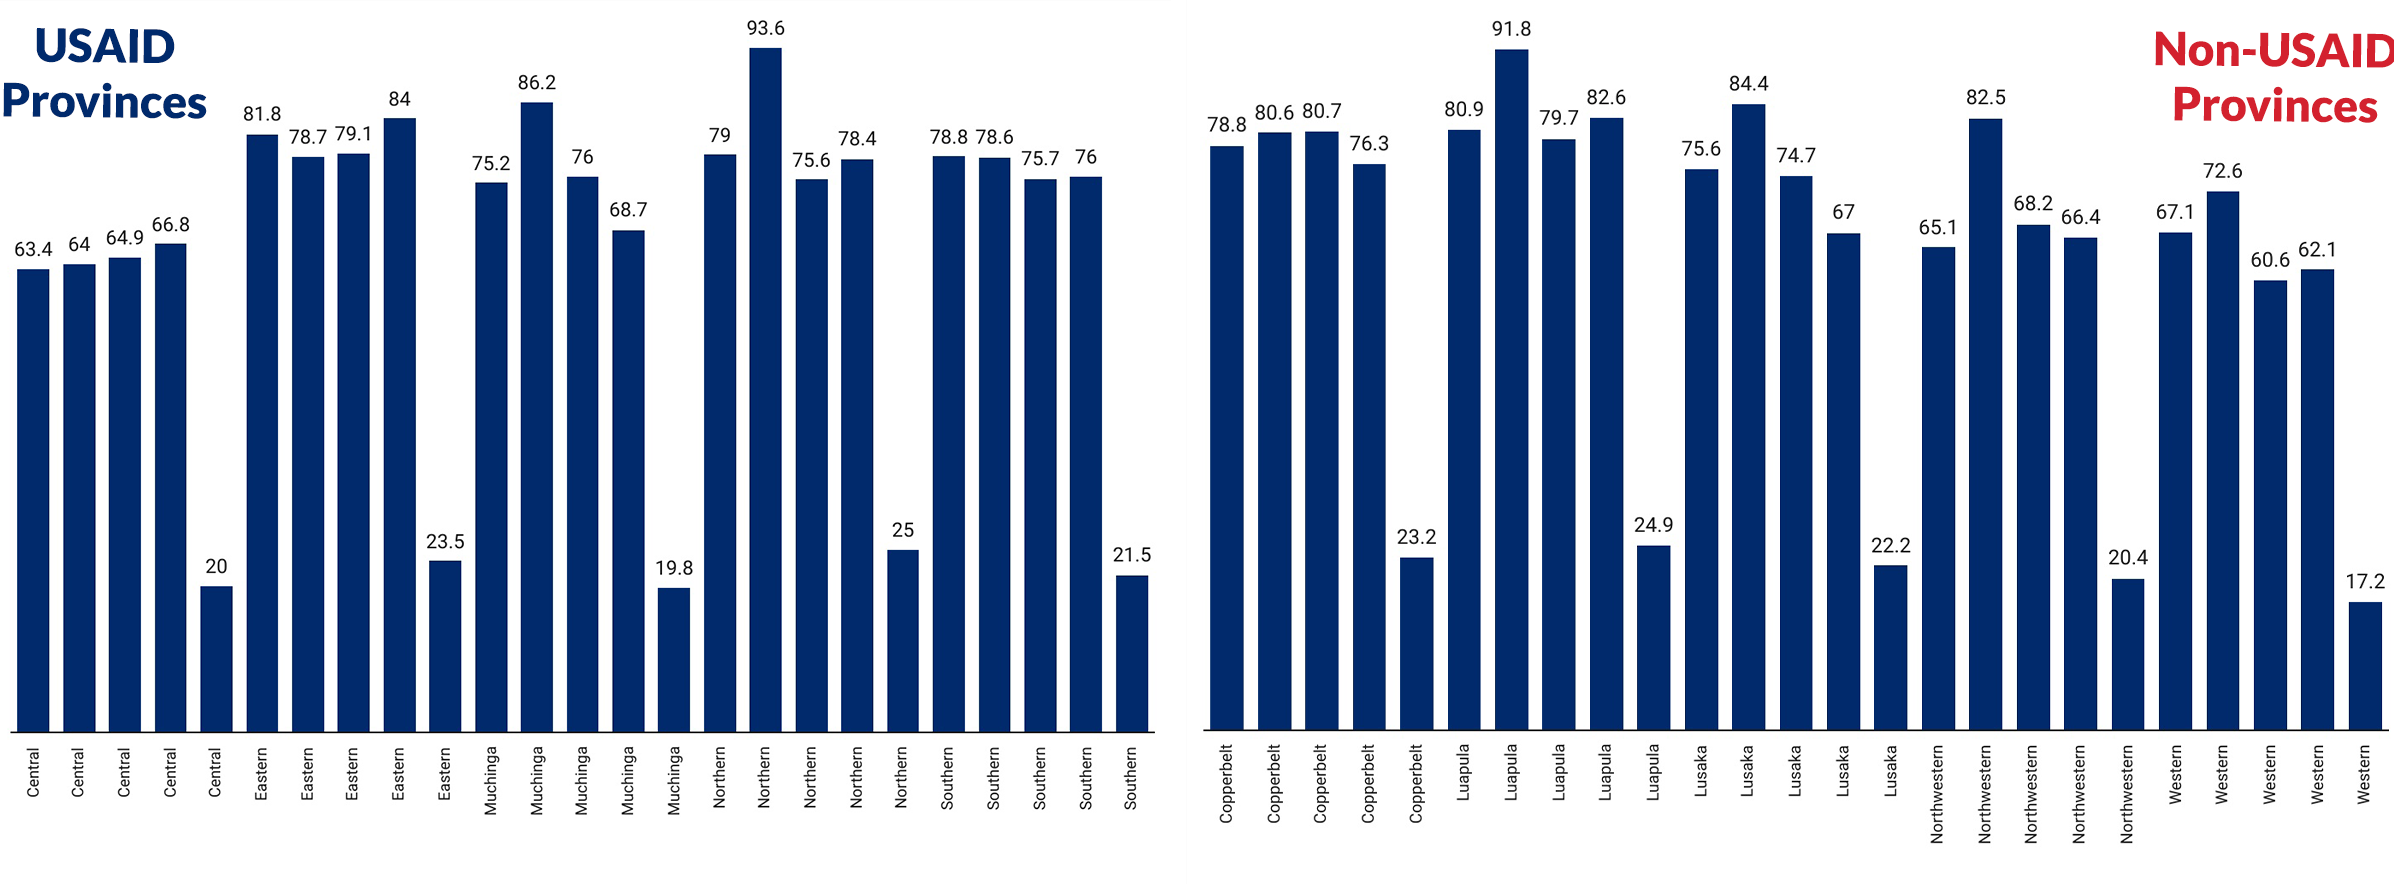 USAID
Provinces
63.4
64
64.9
66.8
20
81.8
78.7
79.1
84
23.5
75.2
86.2
76
68.7
19.8
79
93.6
75.6
78.4
25
78.8
78.6
75.7
76
21.5
Central
Central
Central
Central
Central
Eastern
Eastern
Eastern
Eastern
Eastern
Muchinga
Muchinga
Muchinga
Muchinga
Muchinga
Northern
Northern
Northern
Northern
Northern
Southern
Southern
Southern
Southern
Southern
Non-USAID
Provinces
78.8
80.6
80.7
76.3
23.2
80.9
91.8
79.7
82.6
24.9
75.6
84.4
74.7
67
22.2
65.1
82.5
68.2
66.4
20.4
67.1
72.6
60.6
62.1
17.2
Copperbelt
Copperbelt
Copperbelt
Copperbelt
Copperbelt
Luapula
Luapula
Luapula
Luapula
Luapula
Lusaka
Lusaka
Lusaka
Lusaka
Lusaka
Northwestern
Northwestern
Northwestern
Northwestern
Northwestern
Western
Western
Western
Western
Western